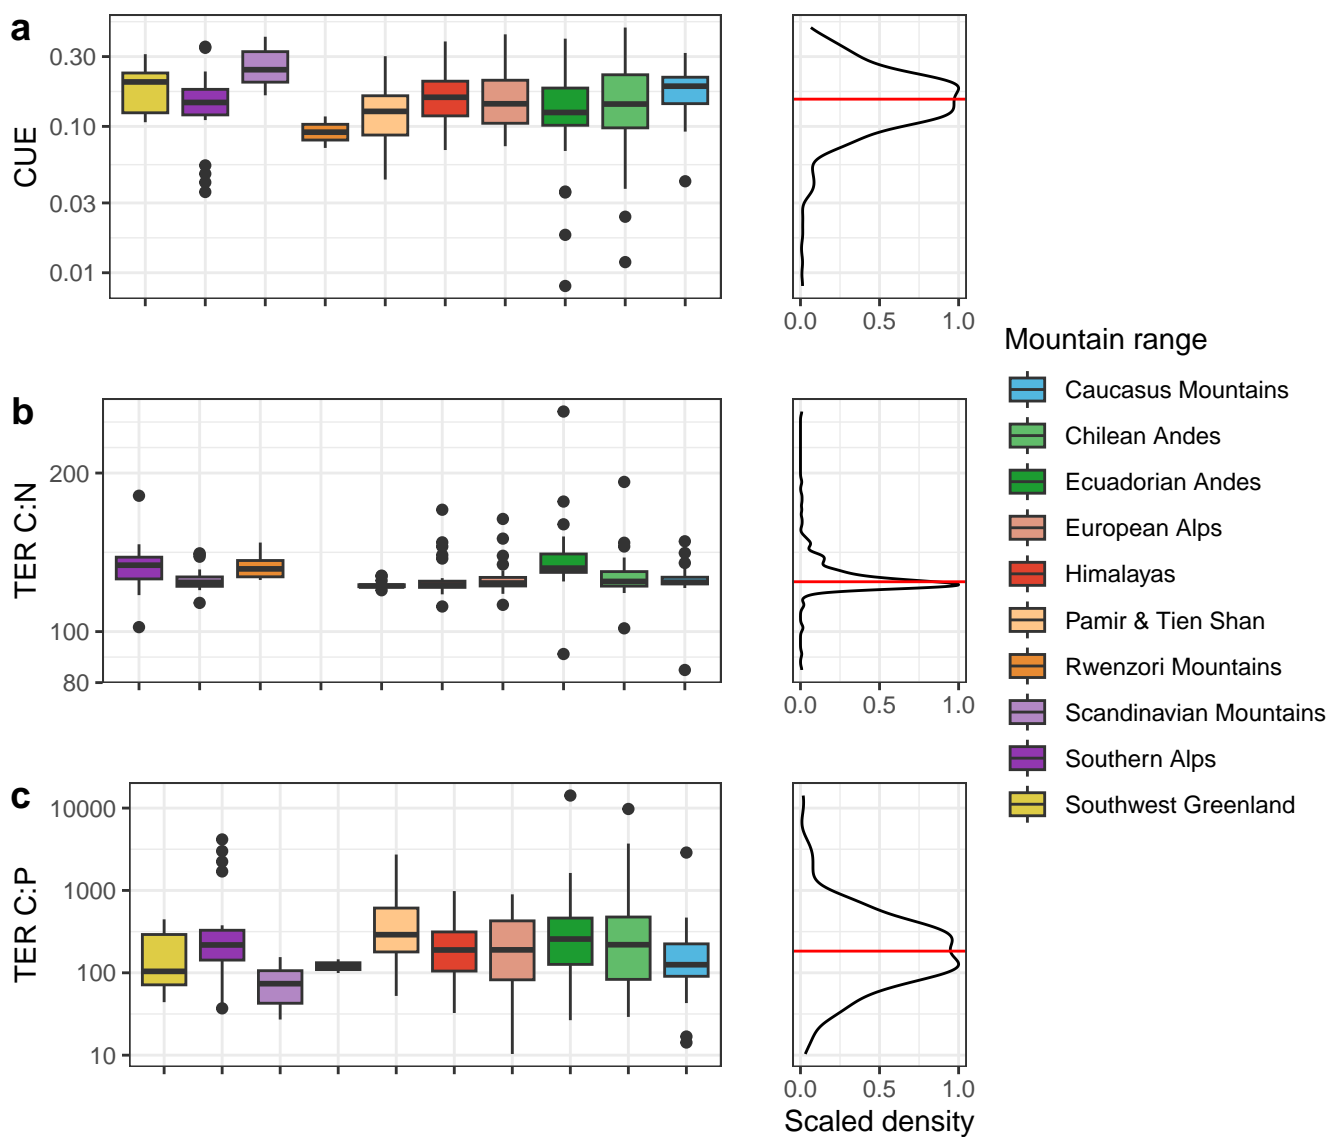 a
CUE
0.30
0.10
0.03
0.01
0.0 0.5 1.0
b
TER C:N
200
100
80
0.0 0.5 1.0
c
TER C:P
10000
1000
100
10
0.0 0.5 1.0
Scaled density
Mountain range
Caucasus Mountains
Chilean Andes
Ecuadorian Andes
European Alps
Himalayas
Pamir & Tien Shan
Rwenzori Mountains
Scandinavian Mountains
Southern Alps
Southwest Greenland